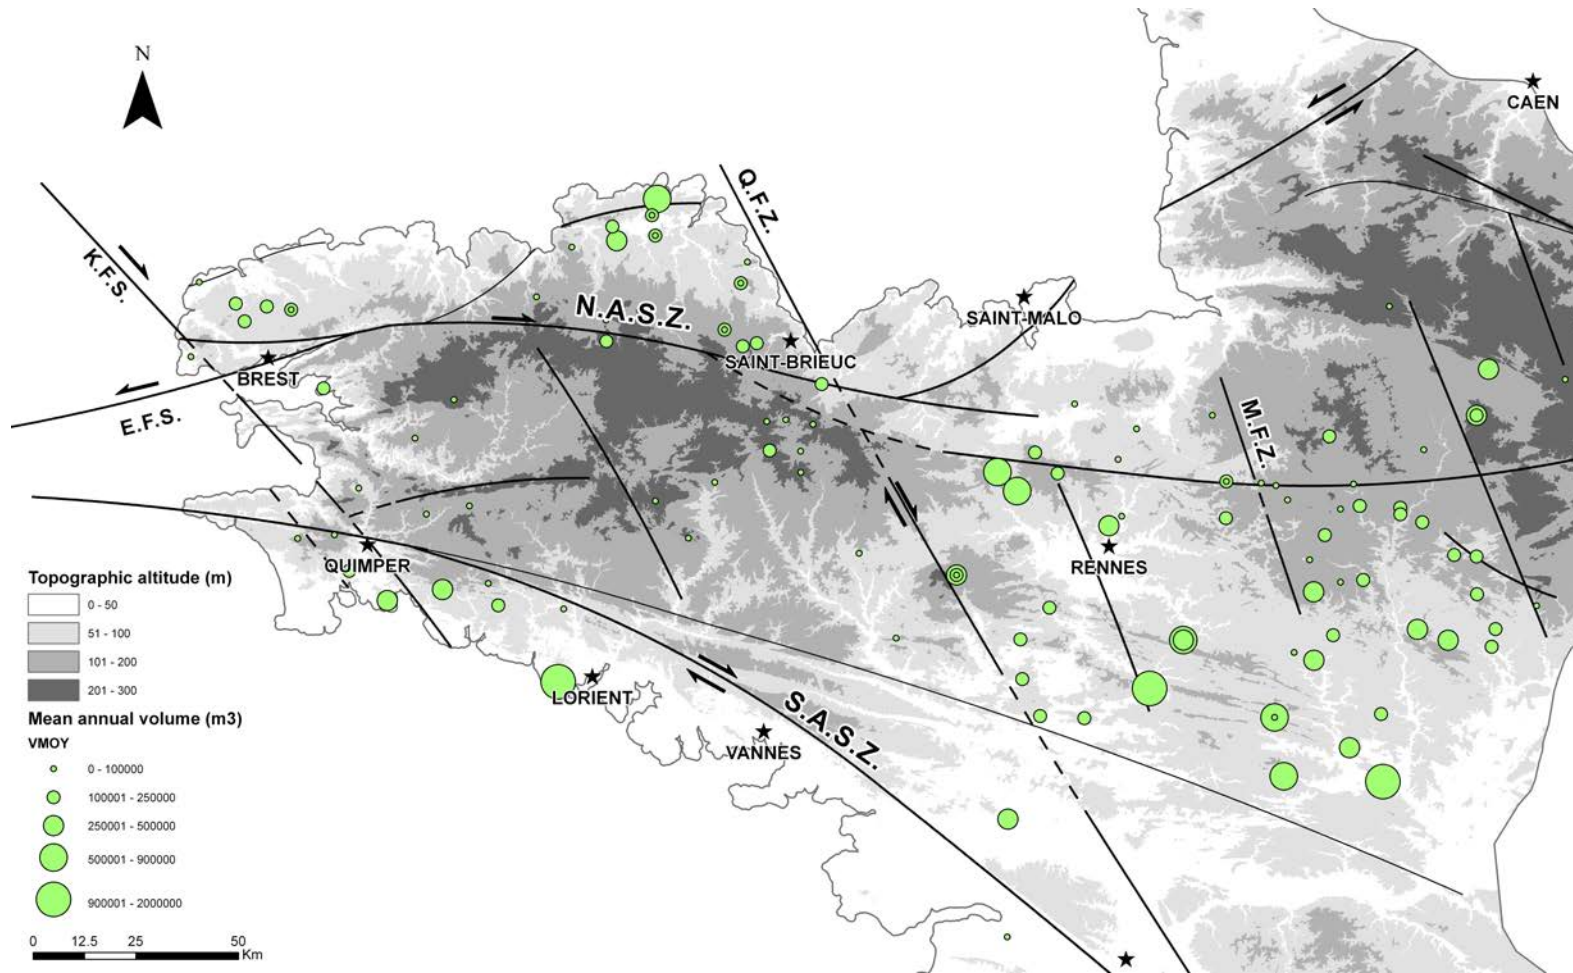 N
CAEN
Q.F.Z.
K.F.S.
N.A.S.Z.
SAINT-MALO
SAINT-BRIEUC
BREST
E.F.S.
M.F.Z.
QUIMPER
RENNES
LORIENT
S.A.S.Z.
VANNES
Topographic altitude (m)
0 - 50
51 - 100
101 - 200
201 - 300
Mean annual volume (m3)
VMOY
0 - 100000
100001 - 250000
250001 - 500000
500001 - 900000
900001 - 2000000
0 12.5 25 50
Km